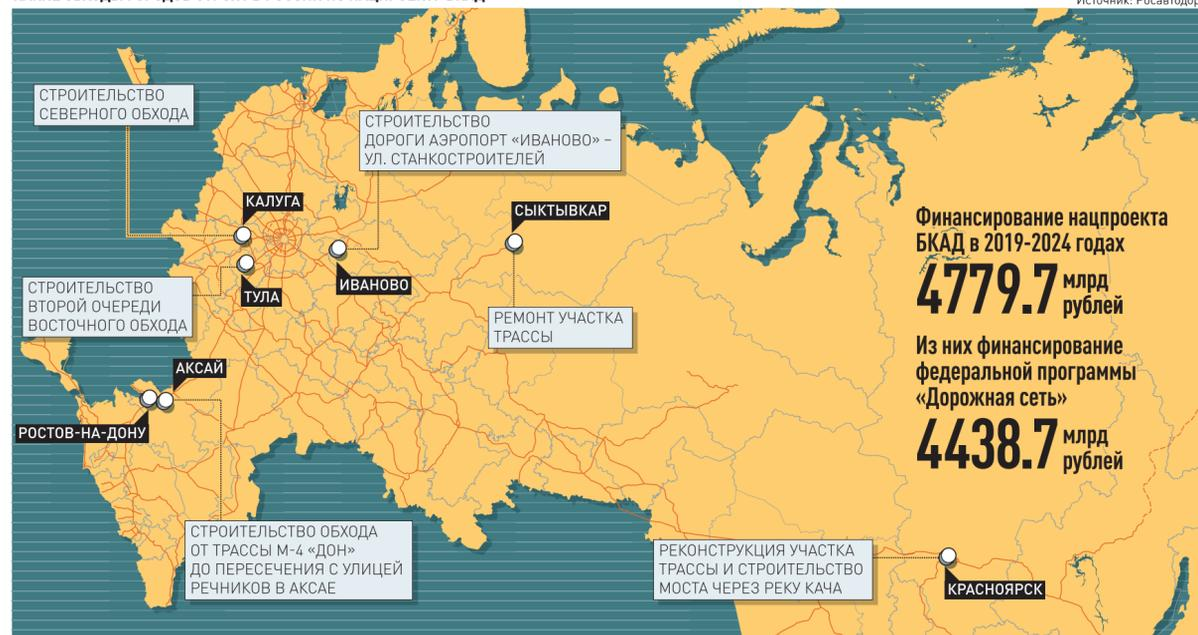 Источник: Росавтодор
СТРОИТЕЛЬСТВО
СЕВЕРНОГО ОБХОДА
СТРОИТЕЛЬСТВО
ДОРОГИ АЭРОПОРТ «ИВАНОВО» –
УЛ. СТАНКОСТРОИТЕЛЕЙ
КАЛУГА
СЫКТЫВКАР
ИВАНОВО
ТУЛА
СТРОИТЕЛЬСТВО
ВТОРОЙ ОЧЕРЕДИ
ВОСТОЧНОГО ОБХОДА
РЕМОНТ УЧАСТКА
ТРАССЫ
АКСАЙ
РОСТОВ-НА-ДОНУ
СТРОИТЕЛЬСТВО ОБХОДА
ОТ ТРАССЫ М-4 «ДОН»
ДО ПЕРЕСЕЧЕНИЯ С УЛИЦЕЙ
РЕЧНИКОВ В АКСАЕ
РЕКОНСТРУКЦИЯ УЧАСТКА
ТРАССЫ И СТРОИТЕЛЬСТВО
МОСТА ЧЕРЕЗ РЕКУ КАЧА
КРАСНОЯРСК
Финансирование нацпроекта
БКАД в 2019-2024 годах
4779.7 млрд
рублей
Из них финансирование
федеральной программы
«Дорожная сеть»
4438.7 млрд
рублей